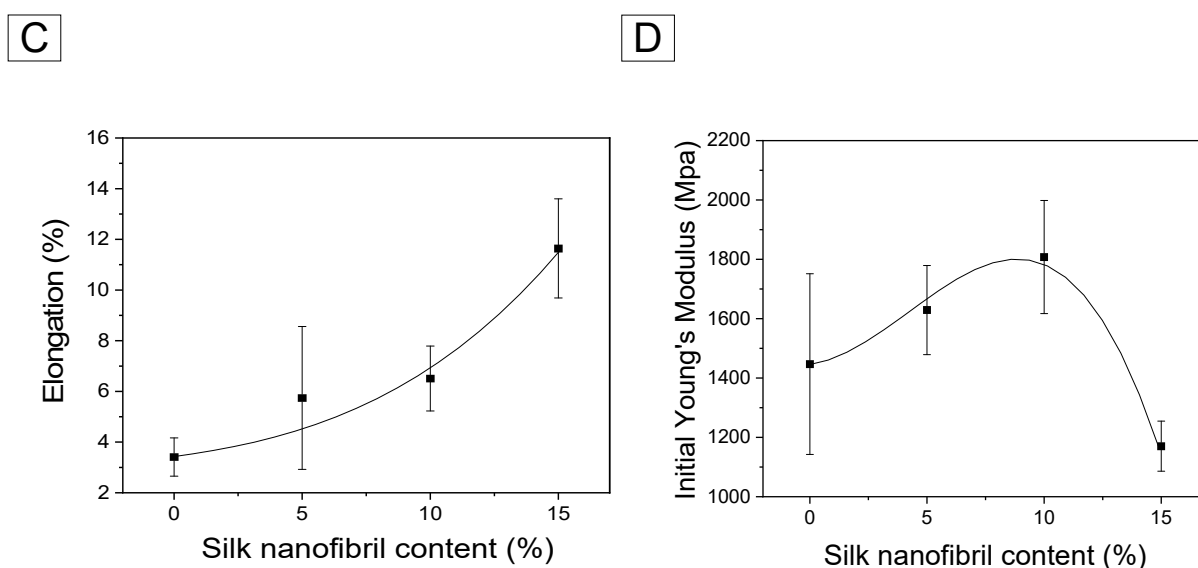 C
D
16
14
12
10
8
6
4
2
Elongation (%)
0 5 10 15
Silk nanofibril content (%)
2200
2000
1800
1600
1400
1200
1000
Initial Young's Modulus (Mpa)
0 5 10 15
Silk nanofibril content (%)